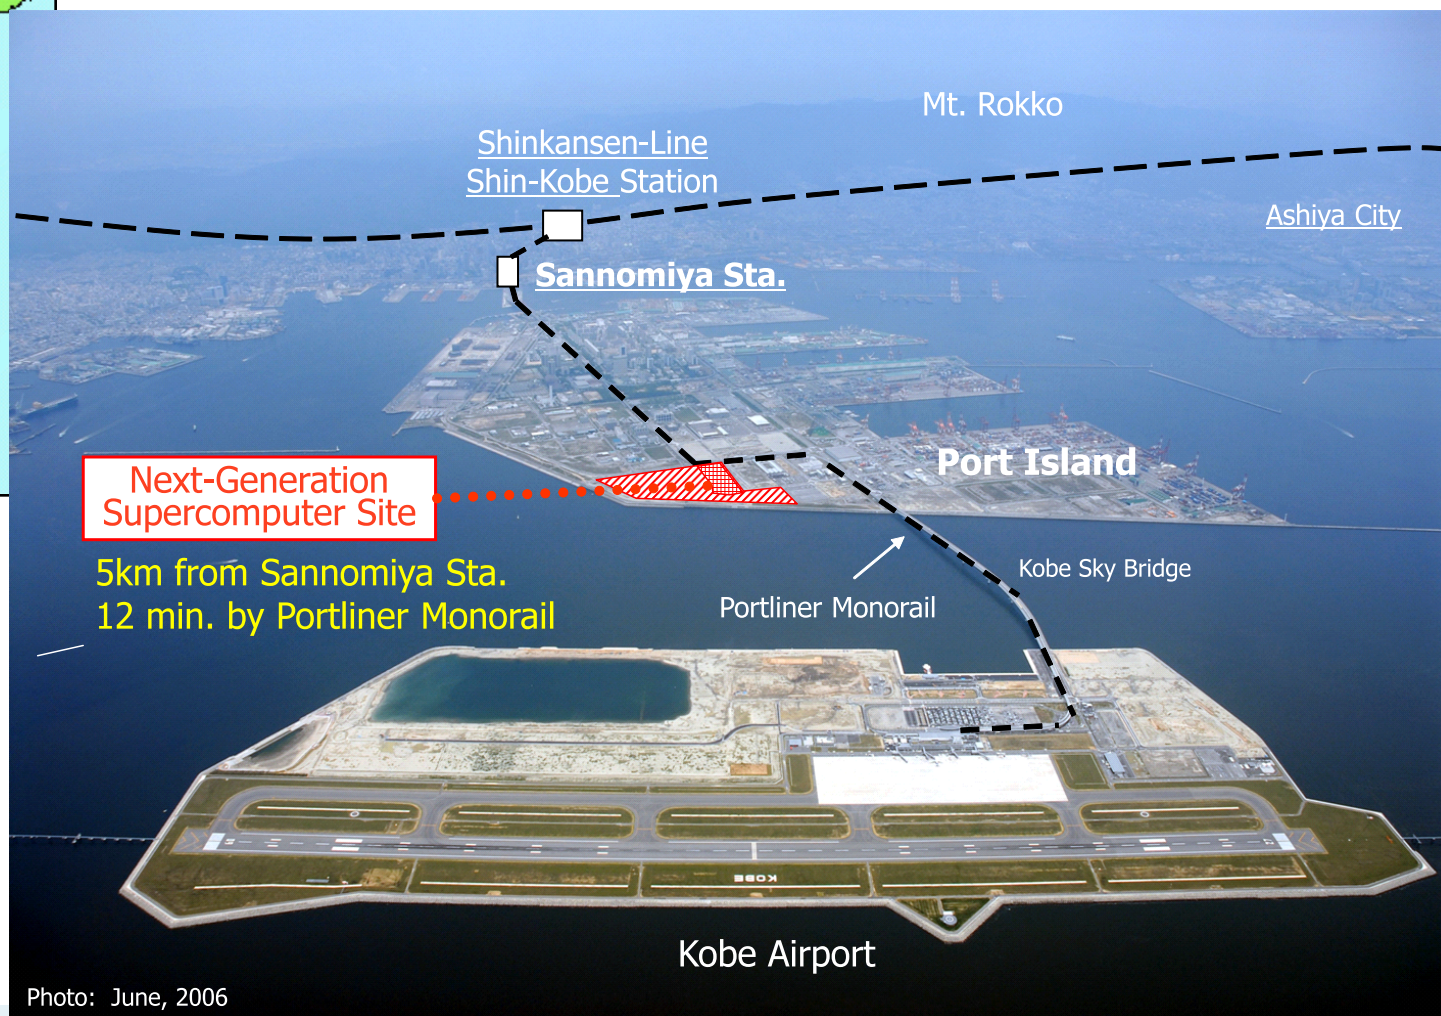 Mt. Rokko
Shinkansen-Line
Shin-Kobe Station
Ashiya City
Sannomiya Sta.
Port Island
Next-Generation
Supercomputer Site
5km from Sannomiya Sta.
12 min. by Portliner Monorail
Kobe Sky Bridge
Portliner Monorail
KOBE
Kobe Airport
Photo: June, 2006